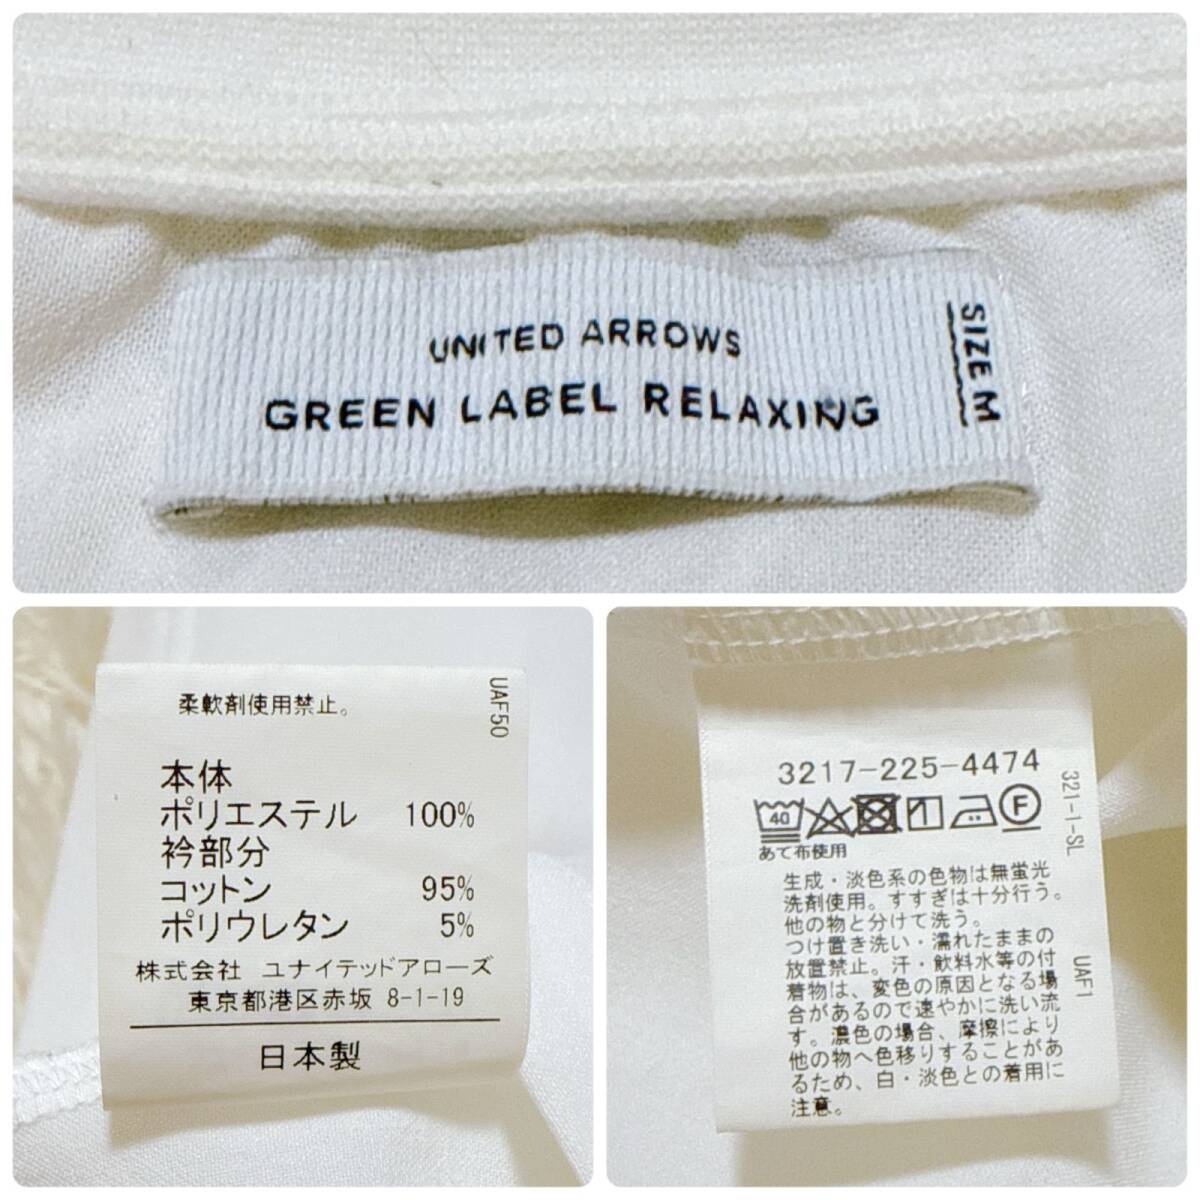 UNITED ARROWS
GREEN LABEL RELAXING
SIZE M
柔軟剤使用禁止。
UAF50
本体
ポリエステル 100%
衿部分
コットン 95%
ポリウレタン 5%
株式会社 ユナイテッドアローズ
東京都港区赤坂 8-1-19
日本製
3217-225-4474
40
F
あて布使用
生成・淡色系の色物は無蛍光
洗剤使用。すすぎは十分行う。
他の物と分けて洗う。
つけ置き洗い・濡れたままの
放置禁止。汗・飲料水等の付
着物は、変色の原因となる場
合があるので速やかに洗い流
す。濃色の場合、摩擦により
他の物へ色移りすることがあ
るため、白・淡色との着用に
注意。
321-1-SL
UAF1